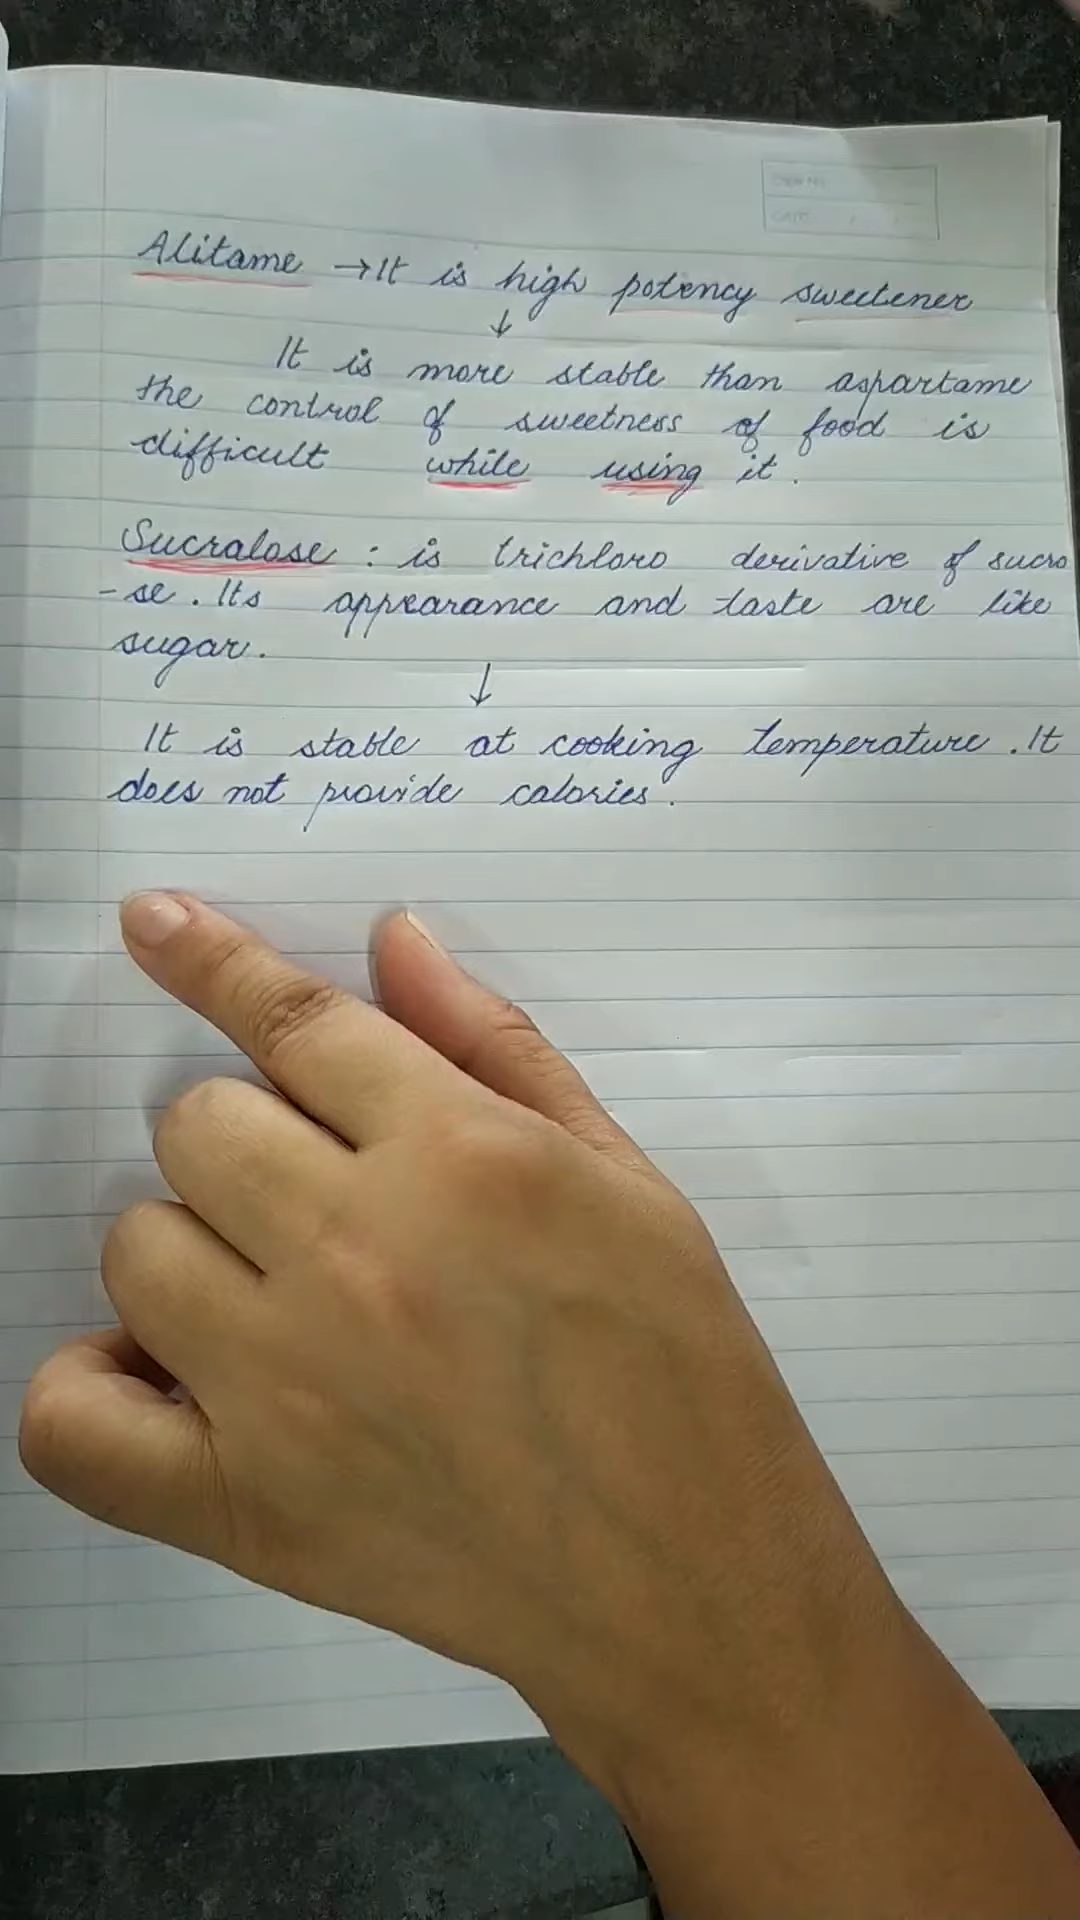 Alitame → It is high potency sweetener
↓
It is more stable than aspartame
the control of sweetness of food is
difficult while using it.
Sucralose : is trichloro derivative of sucro
-se. Its appearance and taste are like
sugar.
↓
It is stable at cooking temperature. It
does not provide calories.